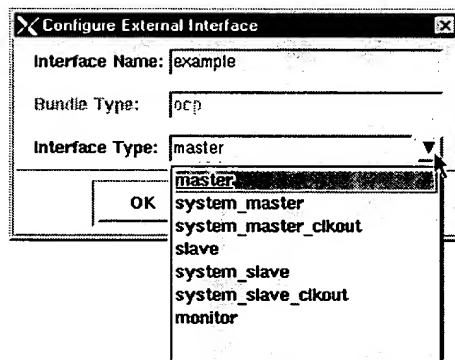 Configure External Interface
Interface Name: example
Bundle Type: ocp
Interface Type: master
master
OK
system_master
system_master_clkout
slave
system_slave
system_slave_clkout
monitor